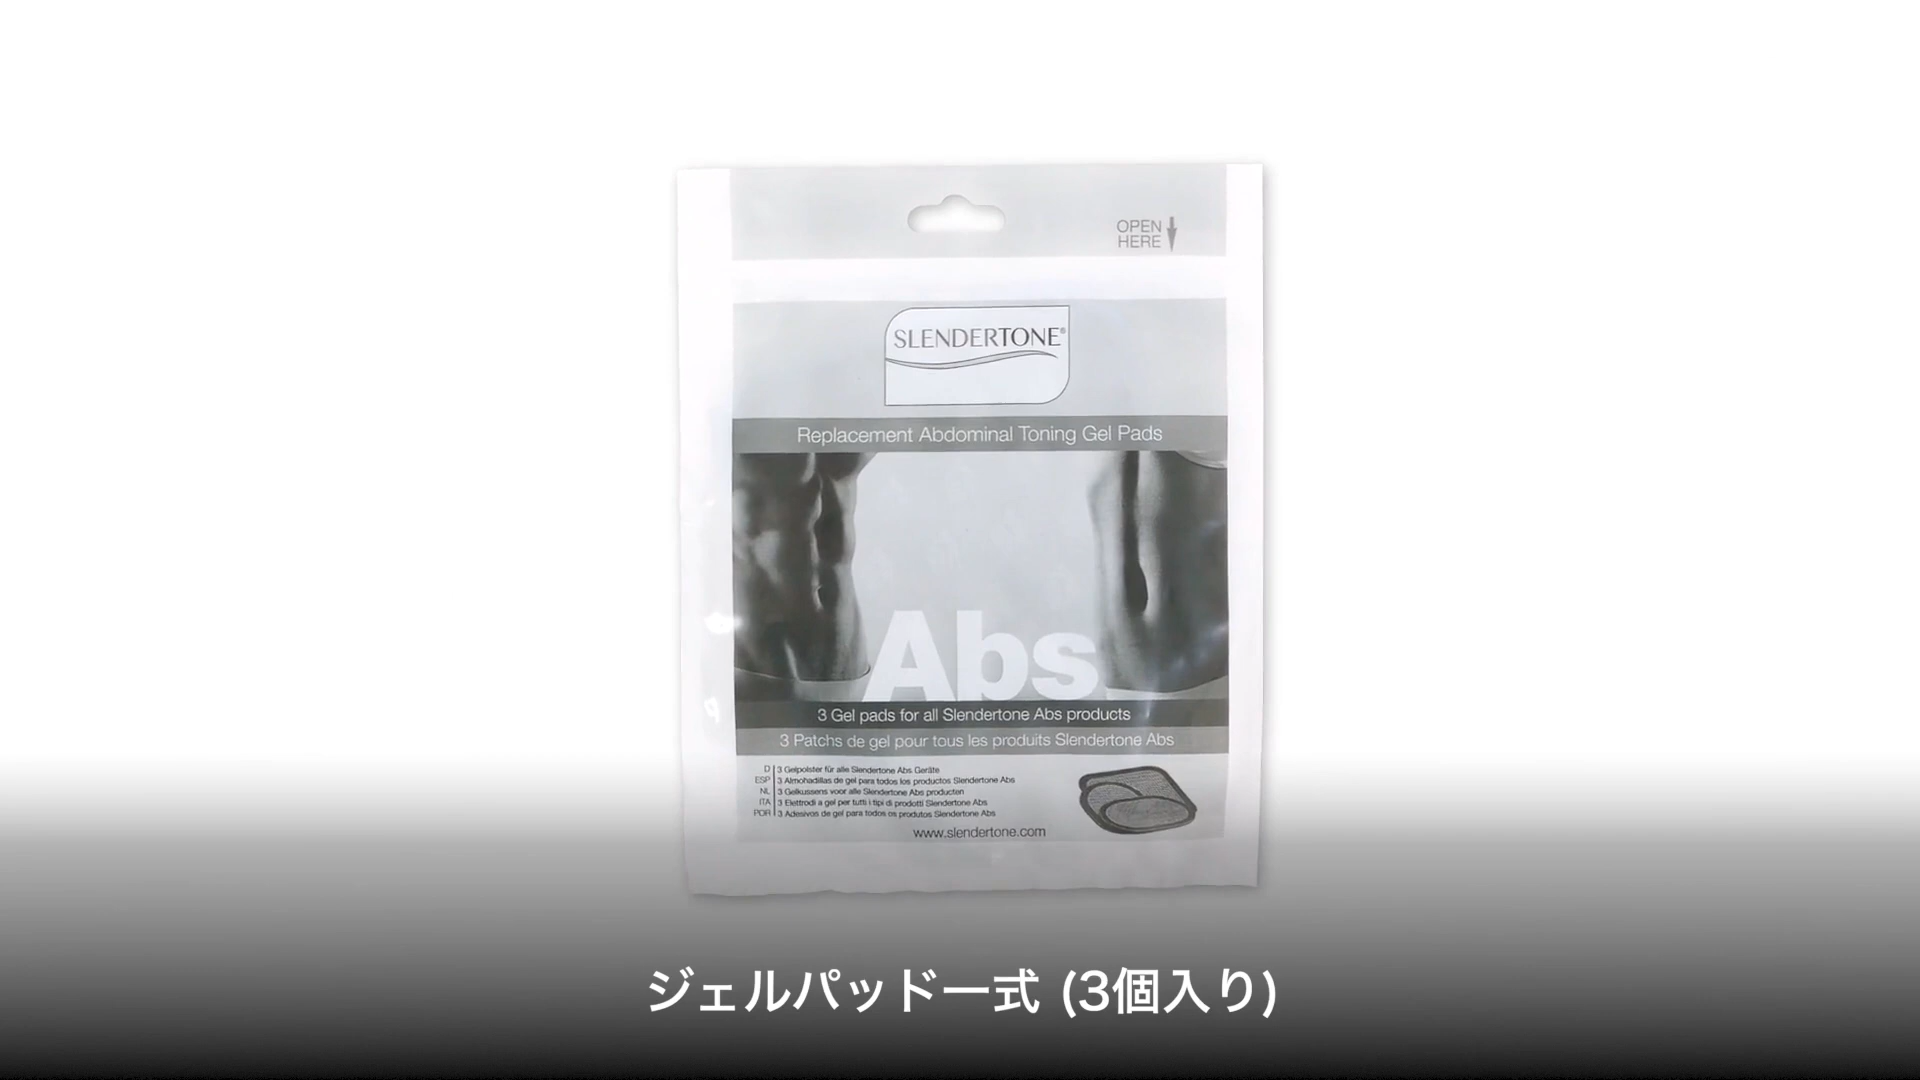 OPEN
HERE
SLENDERTONE®
Replacement Abdominal Toning Gel Pads
Abs
3 Gel pads for all Slendertone Abs products
3 Patchs de gel pour tous les produits Slendertone Abs
D 3 Gelpolster für alle Slendertone Abs Geräte
ESP 3 Almohadillas de gel para todos los productos Slendertone Abs
NL 3 Gelkussens voor alle Slendertone Abs producten
ITA 3 Elettrodi a gel per tutti i tipi di prodotti Slendertone Abs
POR 3 Adesivos de gel para todos os produtos Slendertone Abs
www.slendertone.com
ジェルパッド一式 (3個入り)